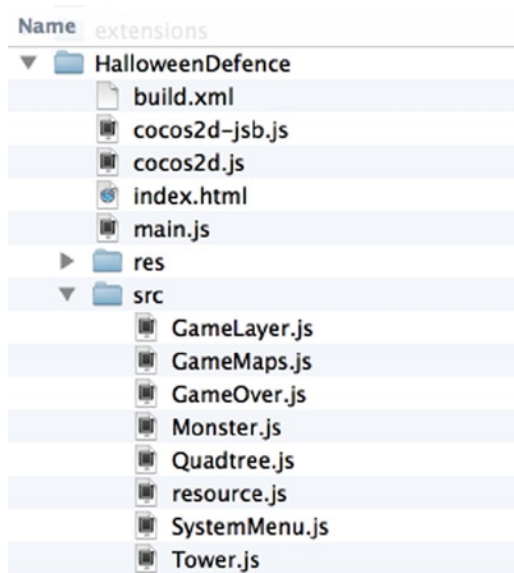 Name extensions
HalloweenDefence
build.xml
cocos2d-jsb.js
cocos2d.js
index.html
main.js
res
src
GameLayer.js
GameMaps.js
GameOver.js
Monster.js
Quadtree.js
resource.js
SystemMenu.js
Tower.js